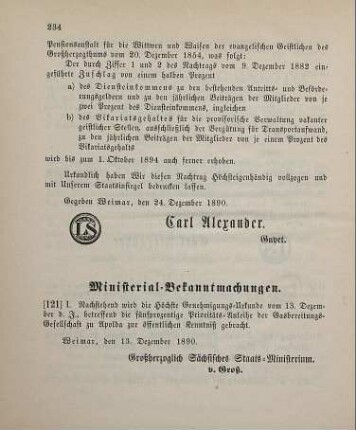 234
Pensionsanstalt für die Wittwen und Waisen der evangelischen Geistlichen des
Großherzogthums vom 20. Dezember 1854, was folgt:
Der durch Ziffer 1 und 2 des Nachtrags vom 9. Dezember 1882 ein-
geführte Zuschlag von einem halben Prozent
a) des Diensteinkommens zu den bestehenden Antritts- und Beförde-
rungsgeldern und zu den jährlichen Beiträgen der Mitglieder von je
zwei Prozent des Diensteinkommens, ingleichen
b) des Vikariatsgehaltes für die provisorische Verwaltung vakanter
geistlicher Stellen, ausschließlich der Vergütung für Transportaufwand,
zu den jährlichen Beiträgen der Mitglieder von je einem Prozent des
Vikariatsgehalts
wird bis zum 1. Oktober 1894 auch ferner erhoben.
Urkundlich haben Wir diesen Nachtrag Höchsteigenhändig vollzogen und
mit Unserem Staatsinsiegel bedrucken lassen.
Gegeben Weimar, den 24. Dezember 1890.
LS
Carl Alexander.
Guyet.
Ministerial-Bekanntmachungen.
[121] I. Nachstehend wird die Höchste Genehmigungs-Urkunde vom 13. Dezem-
ber d. J., betreffend die fünfprozentige Prioritäts-Anleihe der Gasbereitungs-
Gesellschaft zu Apolda zur öffentlichen Kenntniß gebracht.
Weimar, den 13. Dezember 1890.
Großherzoglich Sächsisches Staats-Ministerium.
v. Groß.